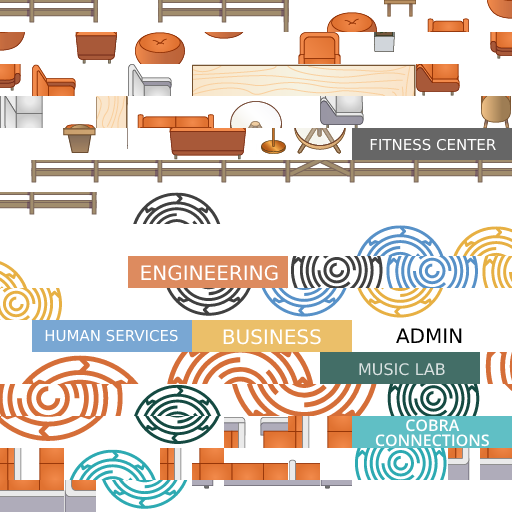 FITNESS CENTER
ENGINEERING
HUMAN SERVICES
BUSINESS
ADMIN
MUSIC LAB
COBRA
CONNECTIONS